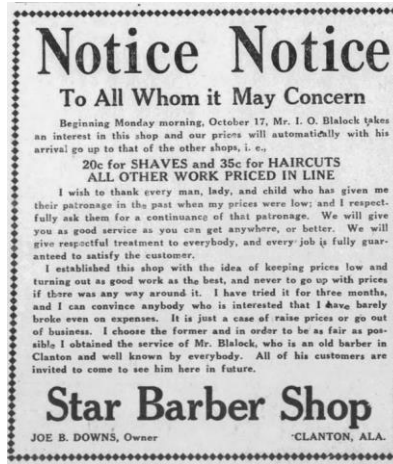 Notice Notice
To All Whom it May Concern
Beginning Monday morning, October 17, Mr. I. O. Blalock takes
an interest in this shop and our prices will automatically with his
arrival go up to that of the other shops, i. e.,
20c for SHAVES and 35c for HAIRCUTS
ALL OTHER WORK PRICED IN LINE
I wish to thank every man, lady, and child who has given me
their patronage in the past when my prices were low; and I respect-
fully ask them for a continuance of that patronage. We will give
you as good service as you can get anywhere, or better. We will
give respectful treatment to everybody, and every job is fully guar-
anteed to satisfy the customer.
I established this shop with the idea of keeping prices low and
turning out as good work as the best, and never to go up with prices
if there was any way around it. I have tried it for three months,
and I can convince anybody who is interested that I have barely
broke even on expenses. It is just a case of raise prices or go out
of business. I choose the former and in order to be as fair as pos-
sible I obtained the service of Mr. Blalock, who is an old barber in
Clanton and well known by everybody. All of his customers are
invited to come to see him here in future.
Star Barber Shop
JOE B. DOWNS, Owner CLANTON, ALA.